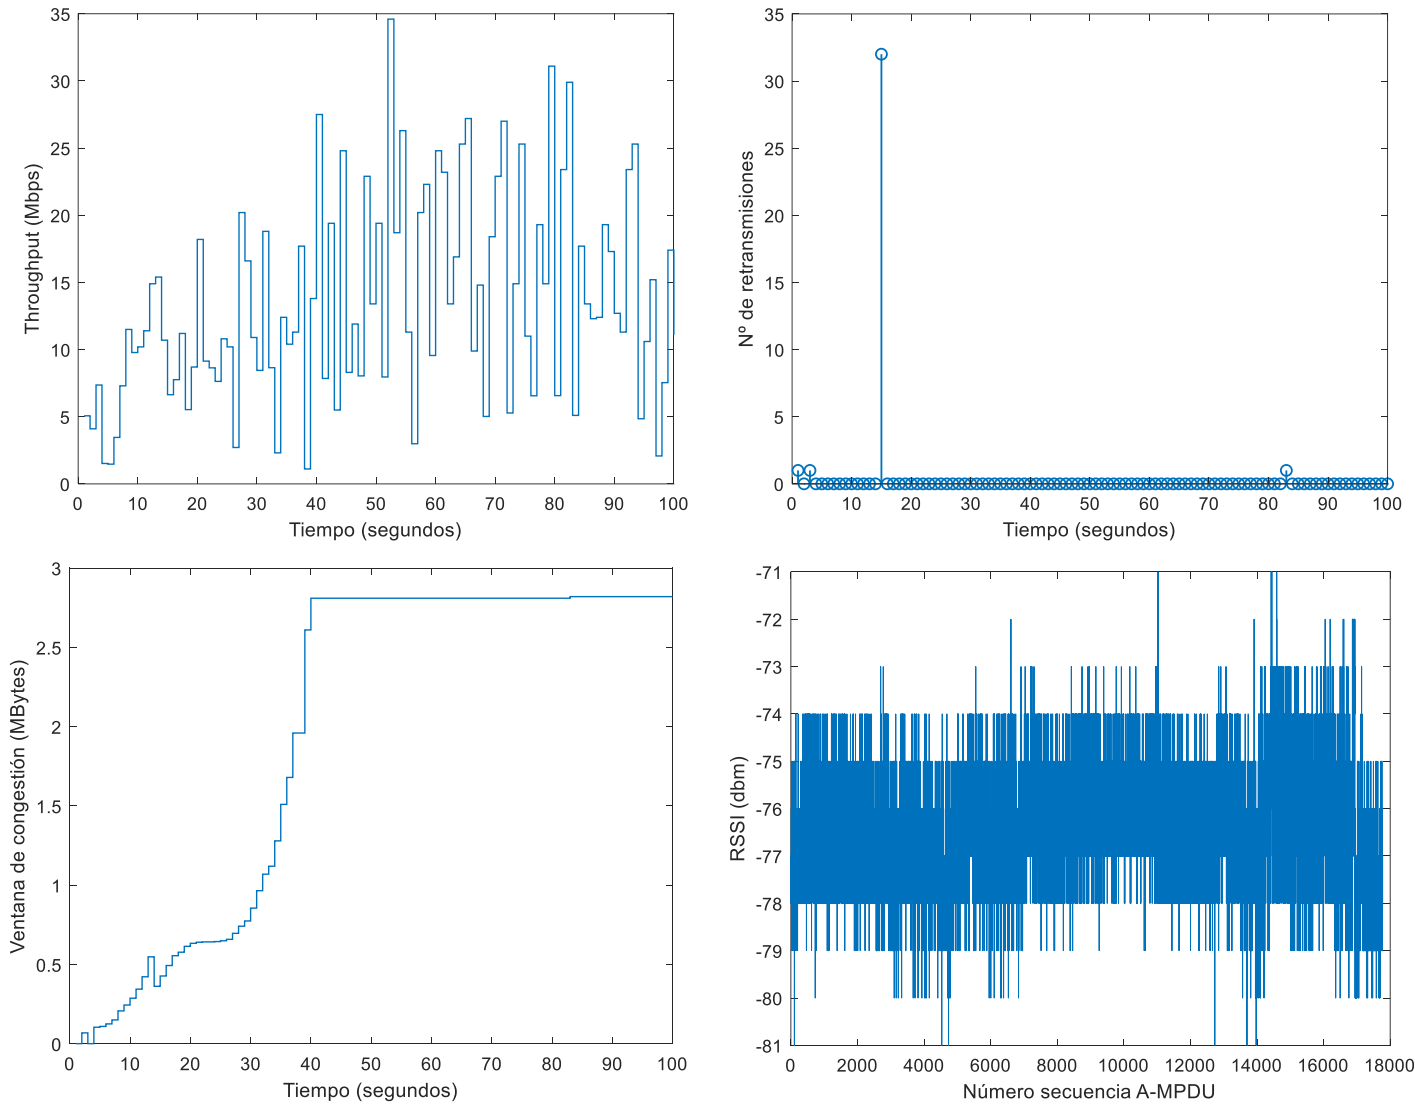 35
30
25
20
15
10
5
0
Throughput (Mbps)
0 10 20 30 40 50 60 70 80 90 100
Tiempo (segundos)
35
30
25
20
15
10
5
0
Nº de retransmisiones
0 10 20 30 40 50 60 70 80 90 100
Tiempo (segundos)
3
2.5
2
1.5
1
0.5
0
Ventana de congestión (MBytes)
0 10 20 30 40 50 60 70 80 90 100
Tiempo (segundos)
-71
-72
-73
-74
-75
-76
-77
-78
-79
-80
-81
RSSI (dbm)
0 2000 4000 6000 8000 10000 12000 14000 16000 18000
Número secuencia A-MPDU